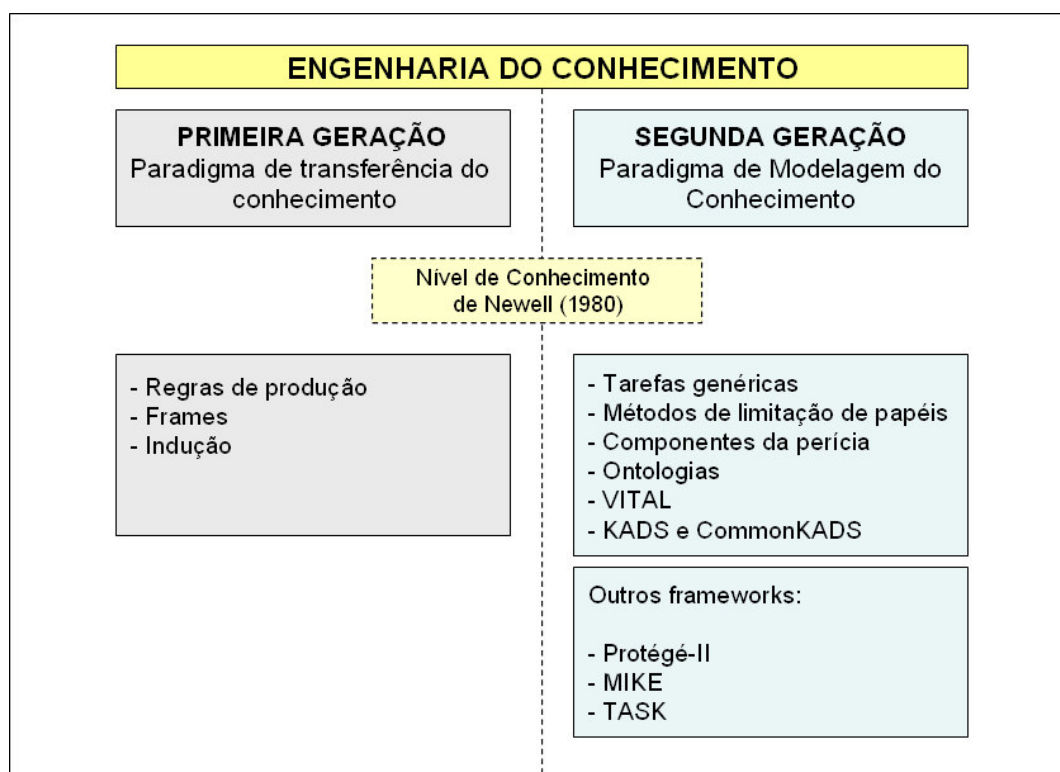 ENGENHARIA DO CONHECIMENTO
PRIMEIRA GERAÇÃO
Paradigma de transferência do
conhecimento
SEGUNDA GERAÇÃO
Paradigma de Modelagem do
Conhecimento
Nível de Conhecimento
de Newell (1980)
- Regras de produção
- Frames
- Indução
- Tarefas genéricas
- Métodos de limitação de papéis
- Componentes da perícia
- Ontologias
- VITAL
- KADS e CommonKADS
Outros frameworks:
- Protégé-II
- MIKE
- TASK